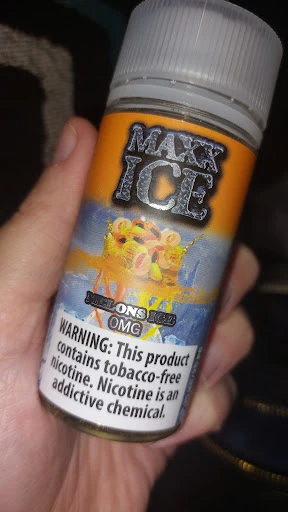 MAXX
ICE
MELONS ICE
0MG
WARNING: This product
contains tobacco-free
nicotine. Nicotine is an
addictive chemical.